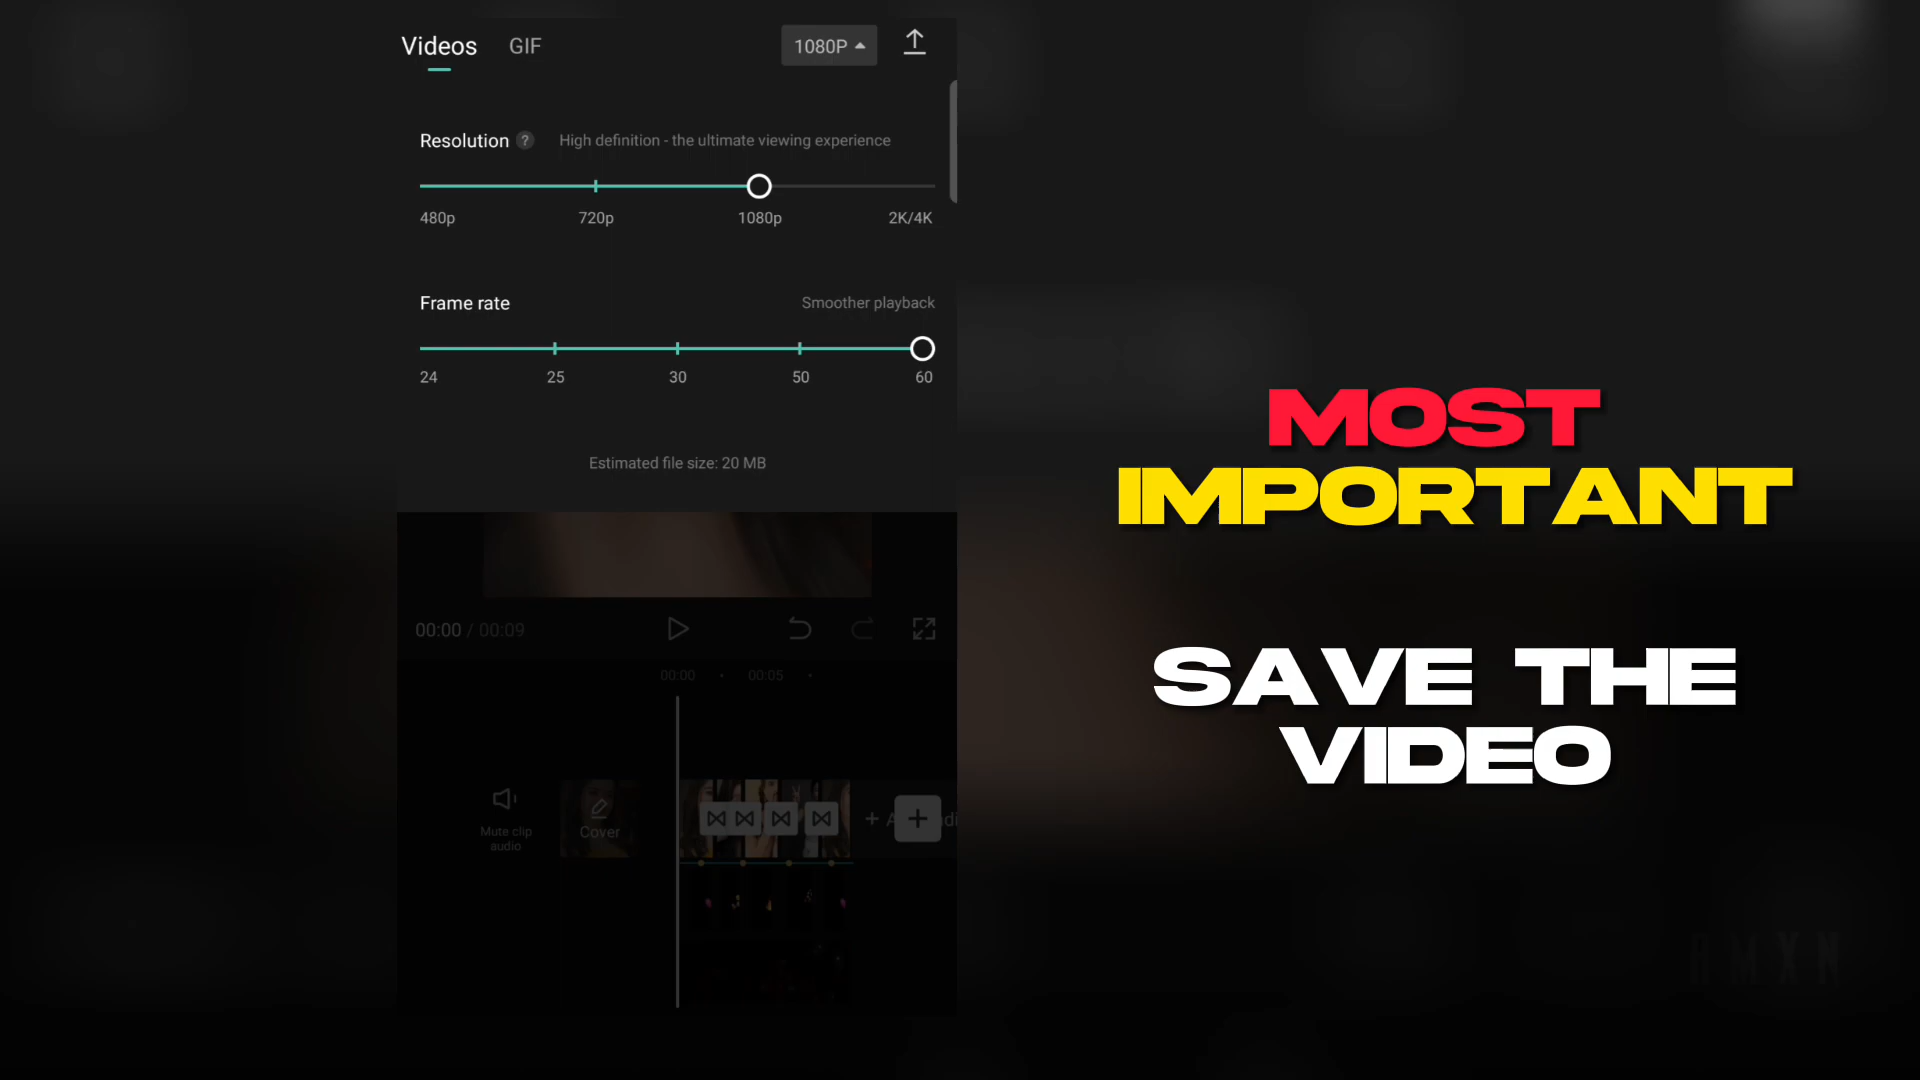 Videos GIF 1080P
Resolution ? High definition - the ultimate viewing experience
480p 720p 1080p 2K/4K
Frame rate Smoother playback
24 25 30 50 60
Estimated file size: 20 MB
MOST
IMPORTANT
SAVE THE
VIDEO
00:00 / 00:09
00:00 00:05
Mute clip
audio
Cover
RMXN